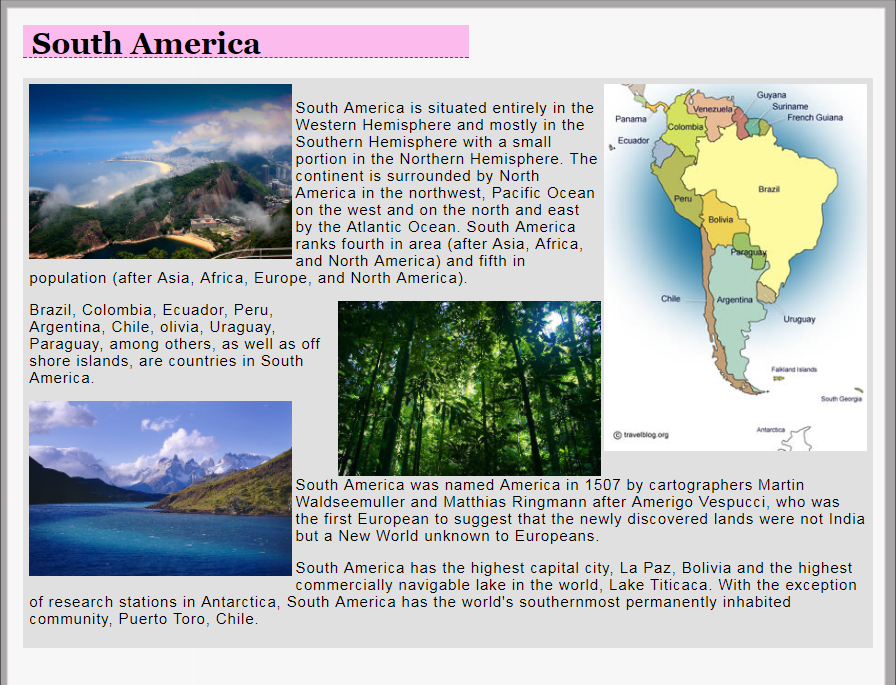 South America
South America is situated entirely in the
Western Hemisphere and mostly in the
Southern Hemisphere with a small
portion in the Northern Hemisphere. The
continent is surrounded by North
America in the northwest, Pacific Ocean
on the west and on the north and east
by the Atlantic Ocean. South America
ranks fourth in area (after Asia, Africa,
and North America) and fifth in
population (after Asia, Africa, Europe, and North America).
Guyana
Venezuela
Suriname
Panama
French Guiana
Colombia
Ecuador
Brazil
Peru
Bolivia
Paraguay
Chile
Argentina
Uruguay
Falkland Islands
South Georgia
Antarctica
© travelblog.org
Brazil, Colombia, Ecuador, Peru,
Argentina, Chile, olivia, Uraguay,
Paraguay, among others, as well as off
shore islands, are countries in South
America.
South America was named America in 1507 by cartographers Martin
Waldseemuller and Matthias Ringmann after Amerigo Vespucci, who was
the first European to suggest that the newly discovered lands were not India
but a New World unknown to Europeans.
South America has the highest capital city, La Paz, Bolivia and the highest
commercially navigable lake in the world, Lake Titicaca. With the exception
of research stations in Antarctica, South America has the world's southernmost permanently inhabited
community, Puerto Toro, Chile.